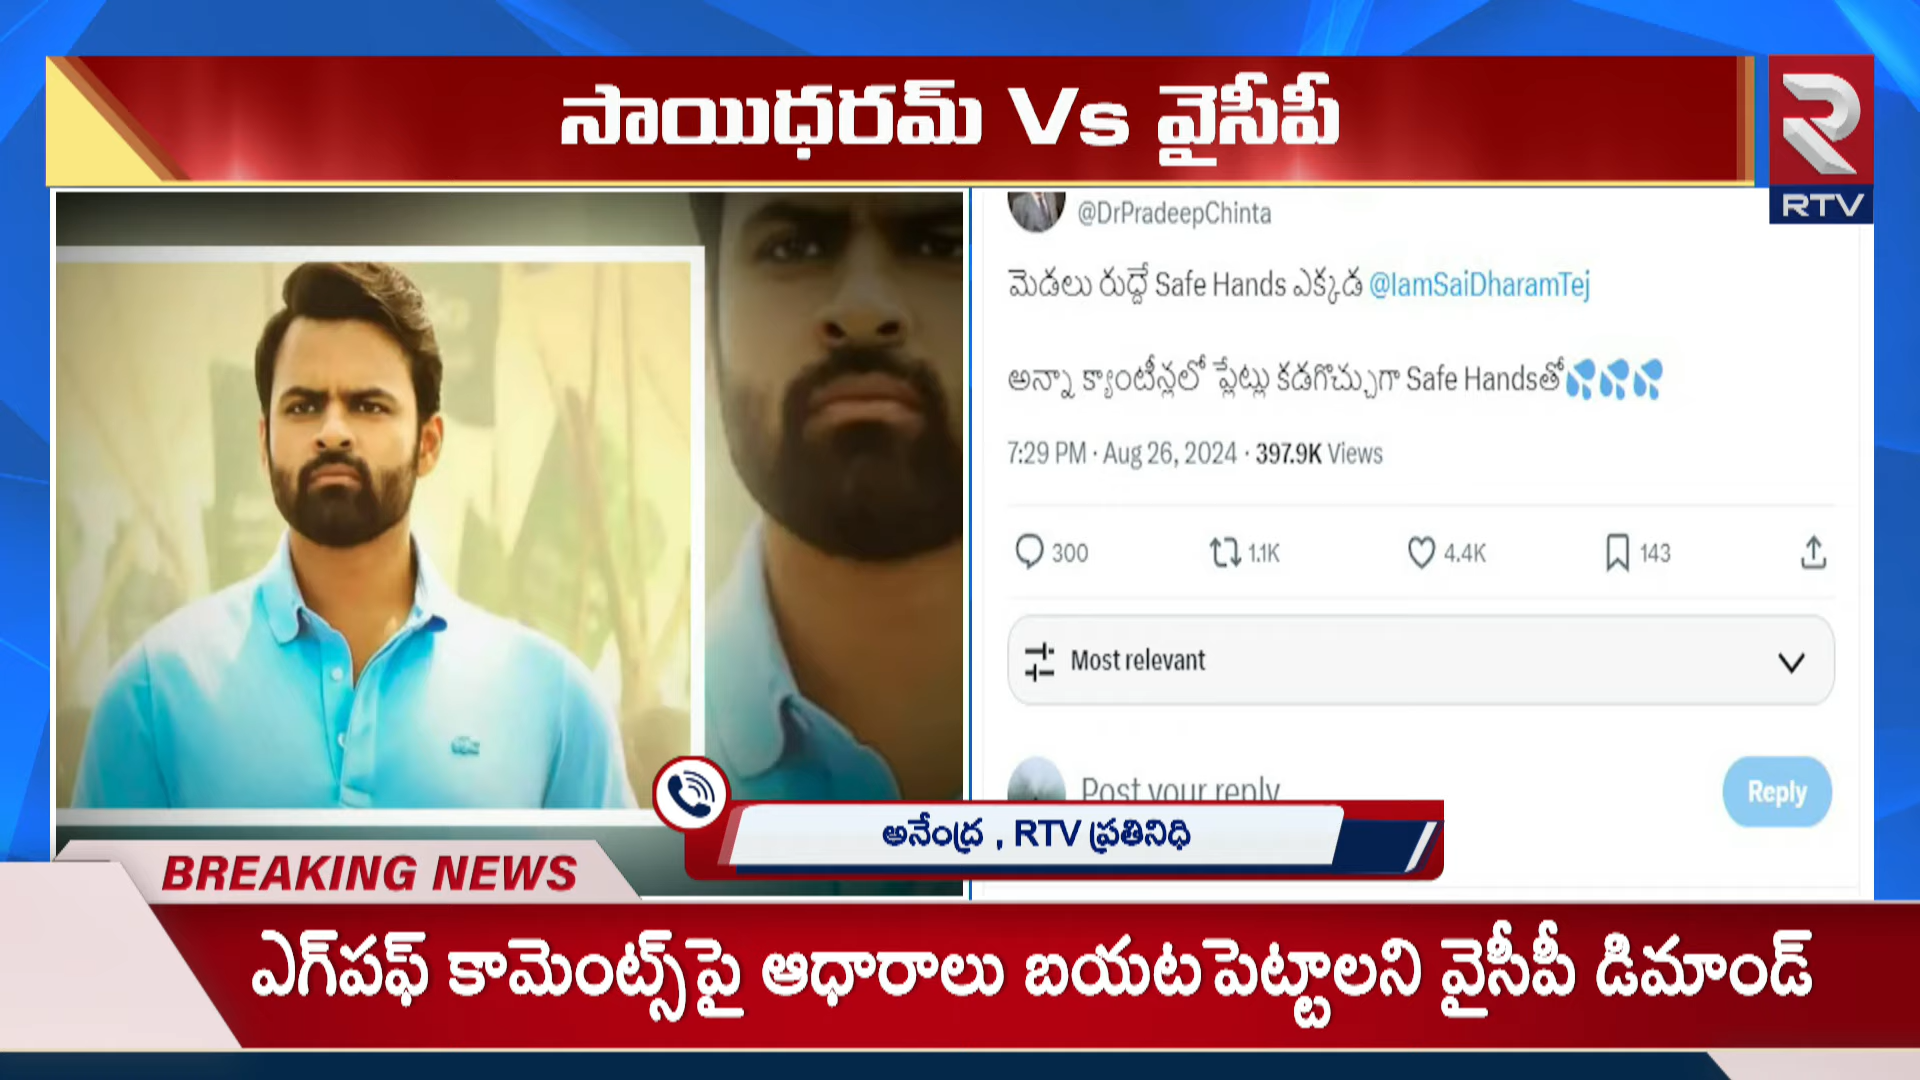 సాయిధరమ్ Vs వైసీపీ
RTV
@DrPradeepChinta
మెడలు రుద్దే Safe Hands ఎక్కడ @IamSaiDharamTej
అన్నా క్యాంటీన్లలో ప్లేట్లు కడగొచ్చుగా Safe Handsతో💦💦💦
7:29 PM · Aug 26, 2024 · 397.9K Views
300 1.1K 4.4K 143
Most relevant
Post your reply
Reply
అనేంద్ర , RTV ప్రతినిధి
BREAKING NEWS
ఎగ్‌పఫ్ కామెంట్స్‌పై ఆధారాలు బయటపెట్టాలని వైసీపీ డిమాండ్